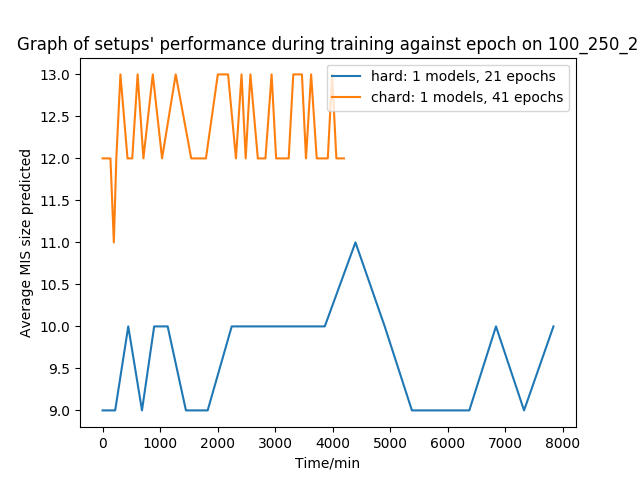 Graph of setups' performance during training against epoch on 100_250_2
hard: 1 models, 21 epochs
chard: 1 models, 41 epochs
Average MIS size predicted
13.0
12.5
12.0
11.5
11.0
10.5
10.0
9.5
9.0
0 1000 2000 3000 4000 5000 6000 7000 8000
Time/min